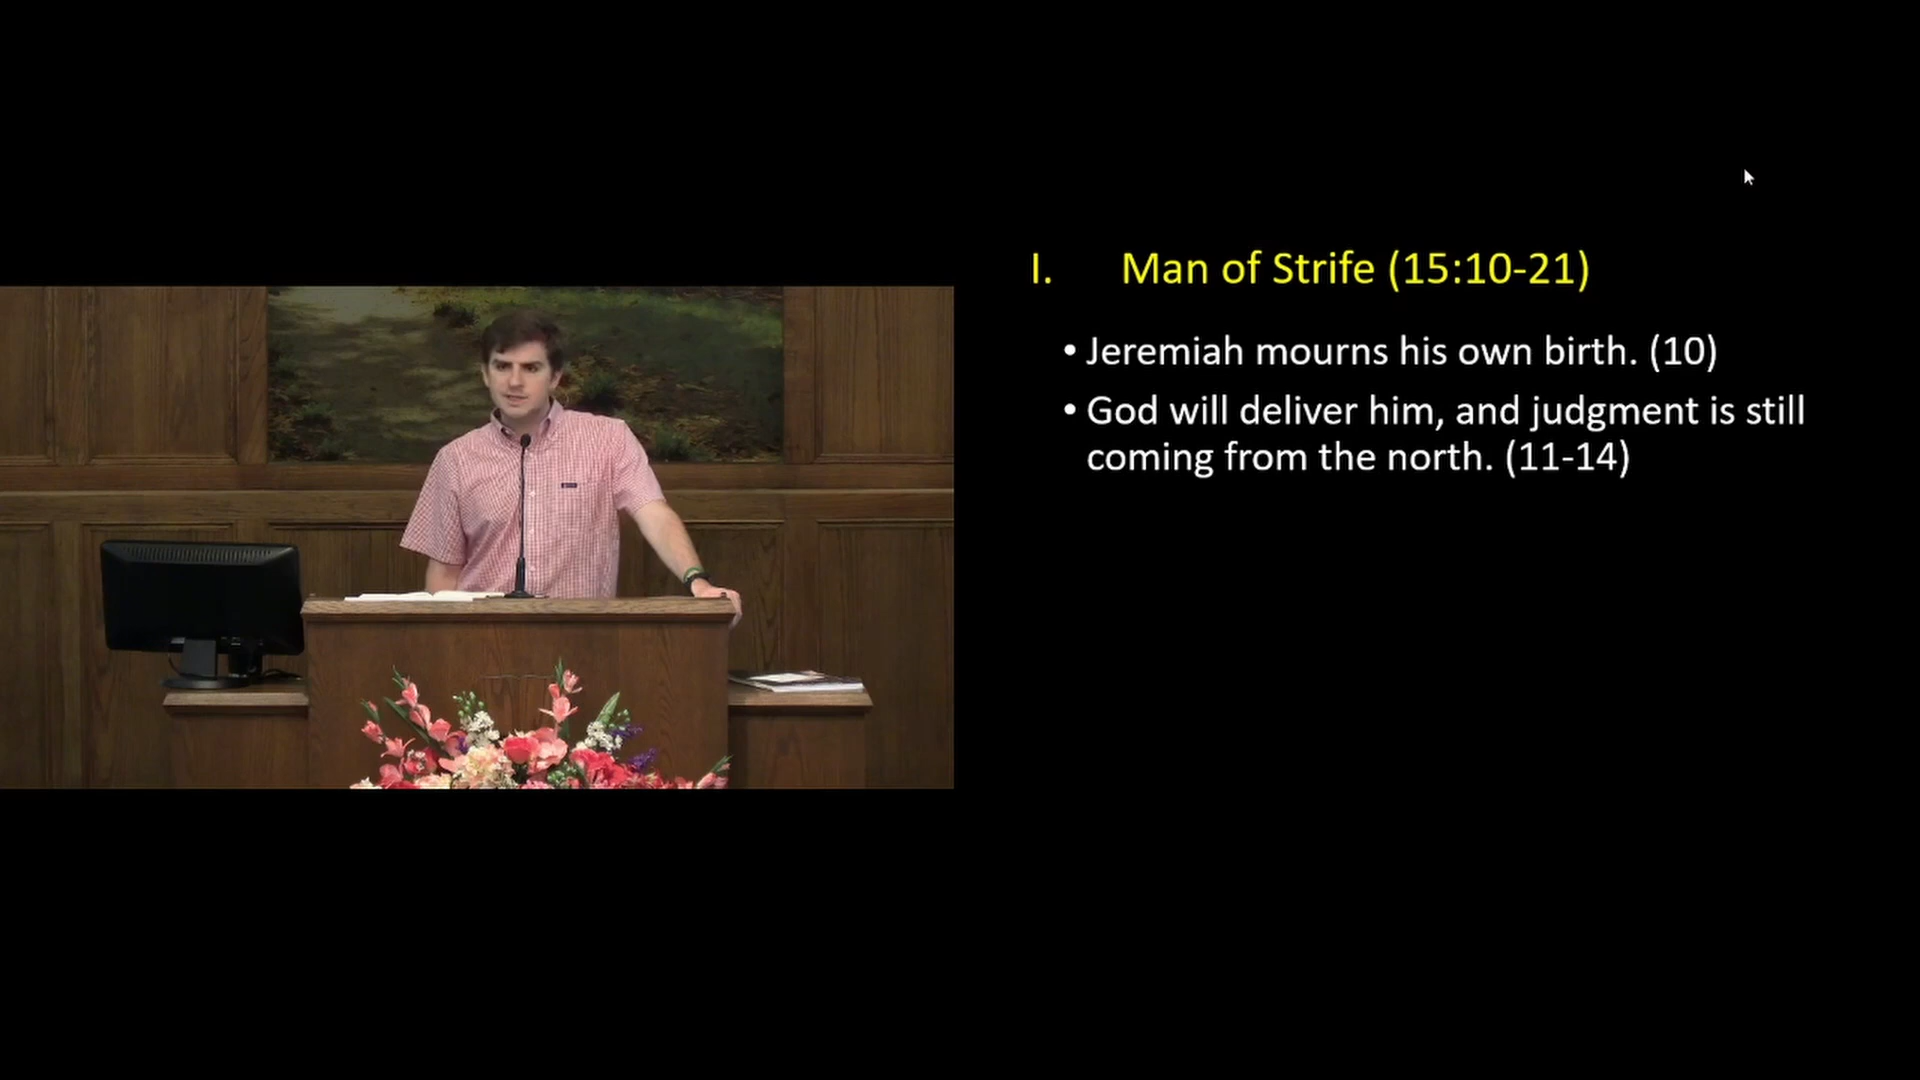 I. Man of Strife (15:10-21)
• Jeremiah mourns his own birth. (10)
• God will deliver him, and judgment is still
coming from the north. (11-14)